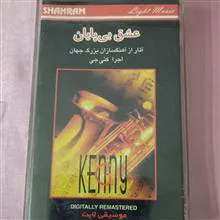 SHAHRAM Light Music
عشق بی پایان
آثار از آهنگسازان بزرگ جهان
اجرا کنی جی
KENNY
DIGITALLY REMASTERED
موسیقی لایت